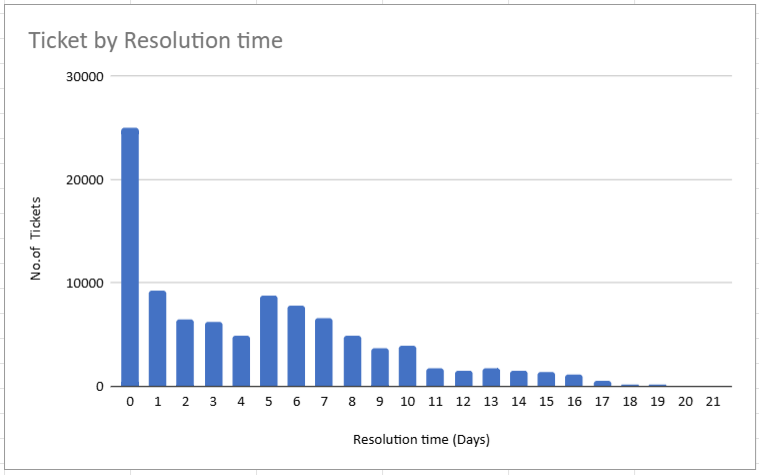 Ticket by Resolution time
30000
20000
10000
0
No.of Tickets
0 1 2 3 4 5 6 7 8 9 10 11 12 13 14 15 16 17 18 19 20 21
Resolution time (Days)